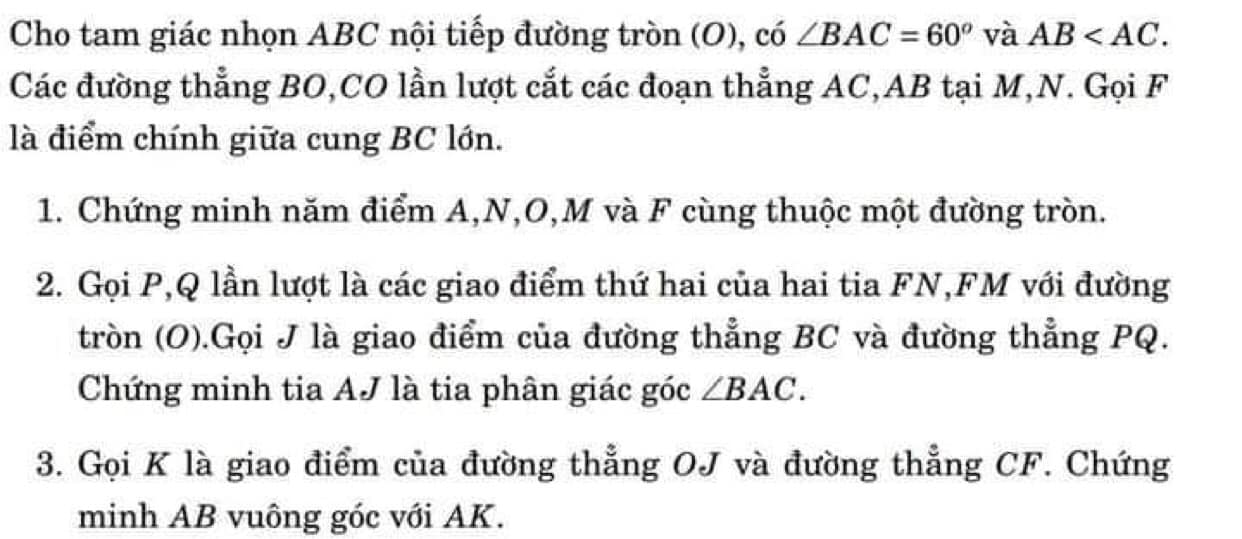 Cho tam giác nhọn ABC nội tiếp đường tròn (O), có ∠BAC = 60° và AB < AC.
Các đường thẳng BO,CO lần lượt cắt các đoạn thẳng AC,AB tại M,N. Gọi F
là điểm chính giữa cung BC lớn.
1. Chứng minh năm điểm A,N,O,M và F cùng thuộc một đường tròn.
2. Gọi P,Q lần lượt là các giao điểm thứ hai của hai tia FN,FM với đường
tròn (O).Gọi J là giao điểm của đường thẳng BC và đường thẳng PQ.
Chứng minh tia AJ là tia phân giác góc ∠BAC.
3. Gọi K là giao điểm của đường thẳng OJ và đường thẳng CF. Chứng
minh AB vuông góc với AK.